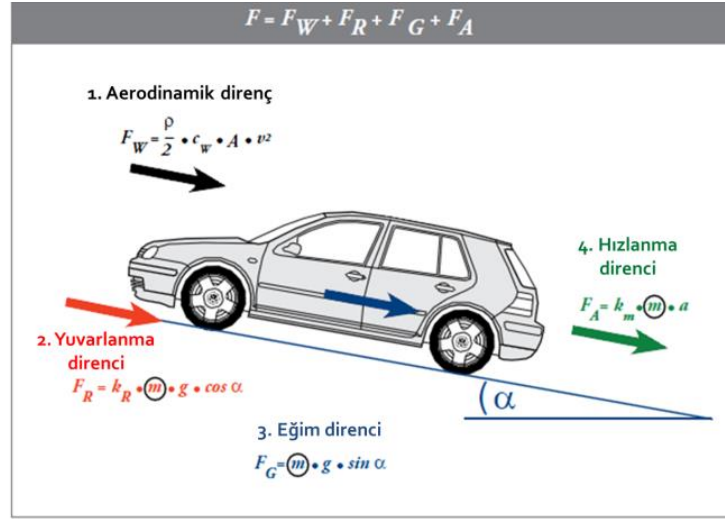 F = F_W + F_R + F_G + F_A
1. Aerodinamik direnç
F_W = ρ/2 • c_w • A • v²
4. Hızlanma
direnci
F_A = k_m • m • a
2. Yuvarlanma
direnci
F_R = k_R • m • g • cos α
α
3. Eğim direnci
F_G = m • g • sin α